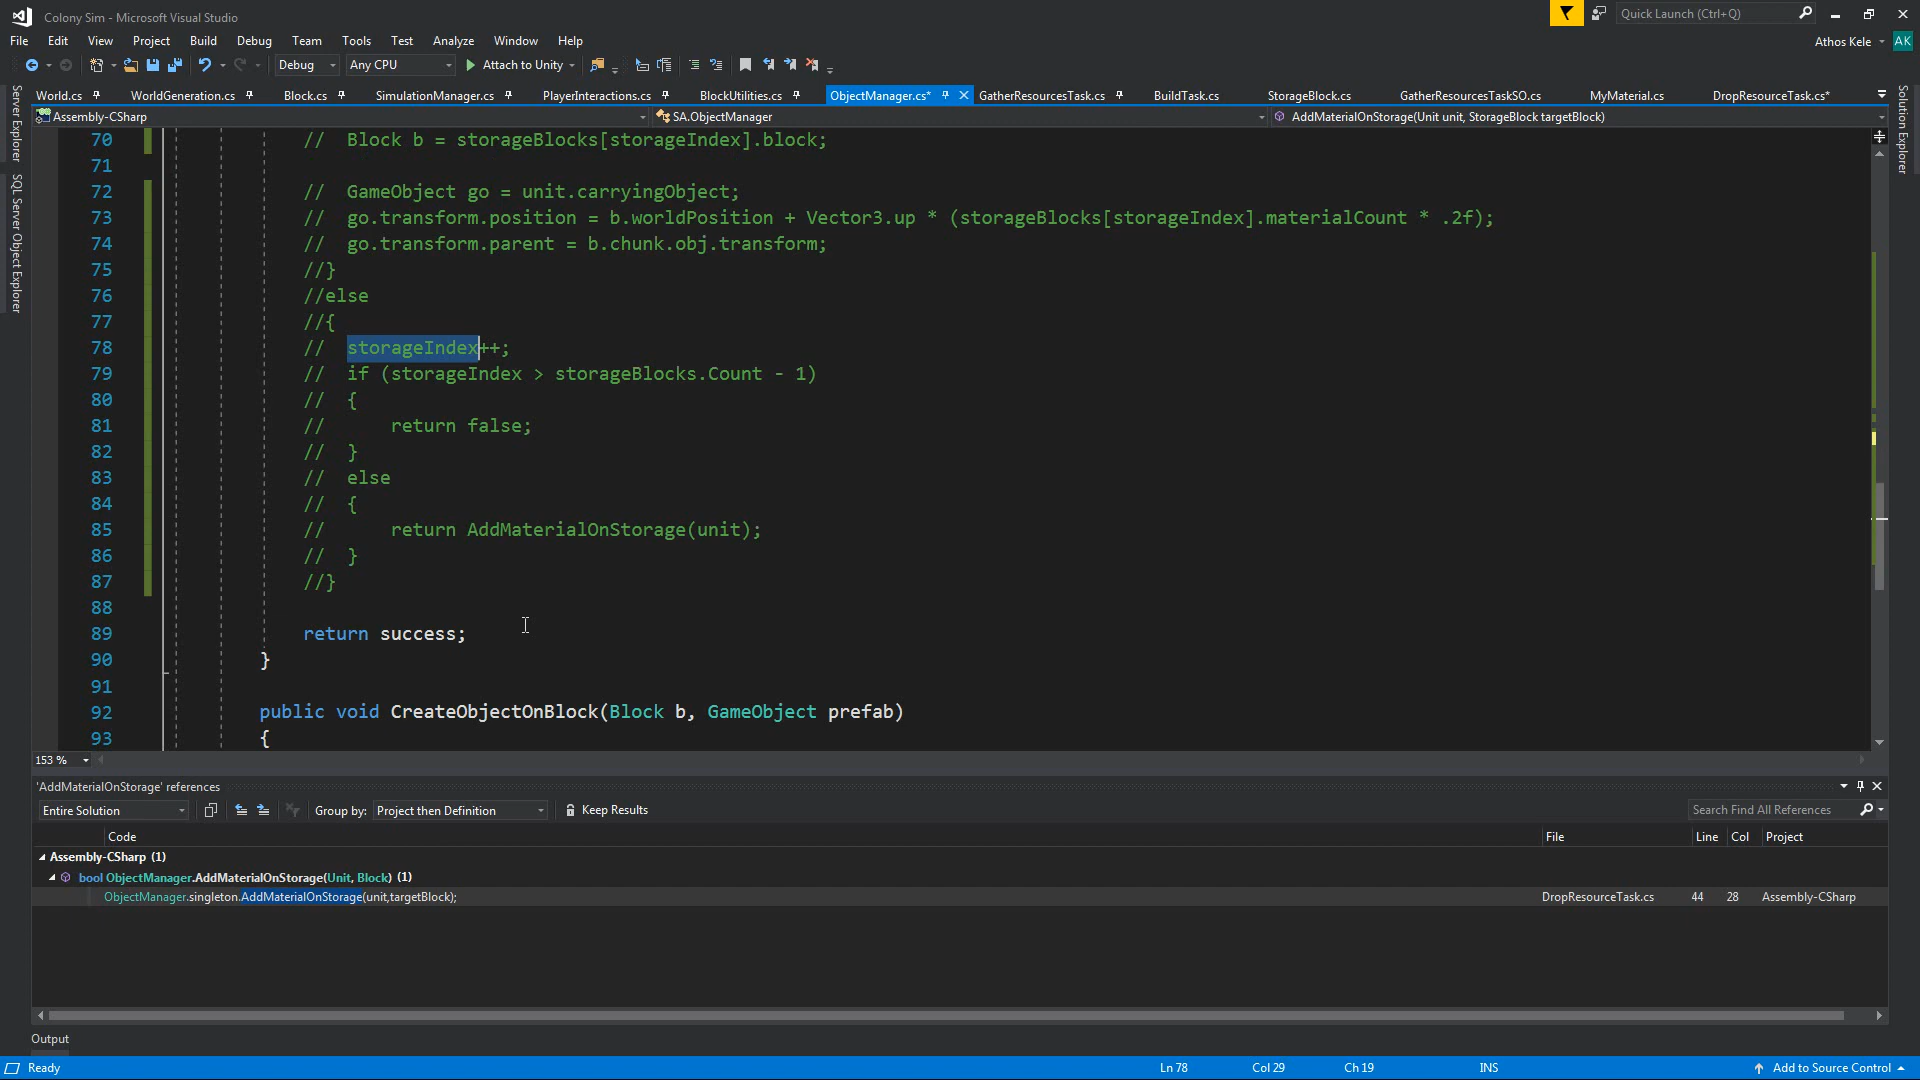 Colony Sim - Microsoft Visual Studio
Quick Launch (Ctrl+Q)
File Edit View Project Build Debug Team Tools Test Analyze Window Help
Athos Kele AK
Debug Any CPU Attach to Unity
World.cs WorldGeneration.cs Block.cs SimulationManager.cs PlayerInteractions.cs BlockUtilities.cs ObjectManager.cs* GatherResourcesTask.cs BuildTask.cs StorageBlock.cs GatherResourcesTaskSO.cs MyMaterial.cs DropResourceTask.cs*
Assembly-CSharp SA.ObjectManager AddMaterialOnStorage(Unit unit, StorageBlock targetBlock)
Server Explorer
SQL Server Object Explorer
Solution Explorer
70 // Block b = storageBlocks[storageIndex].block;
71
72 // GameObject go = unit.carryingObject;
73 // go.transform.position = b.worldPosition + Vector3.up * (storageBlocks[storageIndex].materialCount * .2f);
74 // go.transform.parent = b.chunk.obj.transform;
75 //}
76 //else
77 //{
78 // storageIndex++;
79 // if (storageIndex > storageBlocks.Count - 1)
80 // {
81 // return false;
82 // }
83 // else
84 // {
85 // return AddMaterialOnStorage(unit);
86 // }
87 //}
88
89 return success;
90 }
91
92 public void CreateObjectOnBlock(Block b, GameObject prefab)
93 {
153 %
'AddMaterialOnStorage' references
Entire Solution Group by: Project then Definition Keep Results Search Find All References
Code File Line Col Project
Assembly-CSharp (1)
bool ObjectManager.AddMaterialOnStorage(Unit, Block) (1)
ObjectManager.singleton.AddMaterialOnStorage(unit,targetBlock); DropResourceTask.cs 44 28 Assembly-CSharp
Output
Ready Ln 78 Col 29 Ch 19 INS Add to Source Control